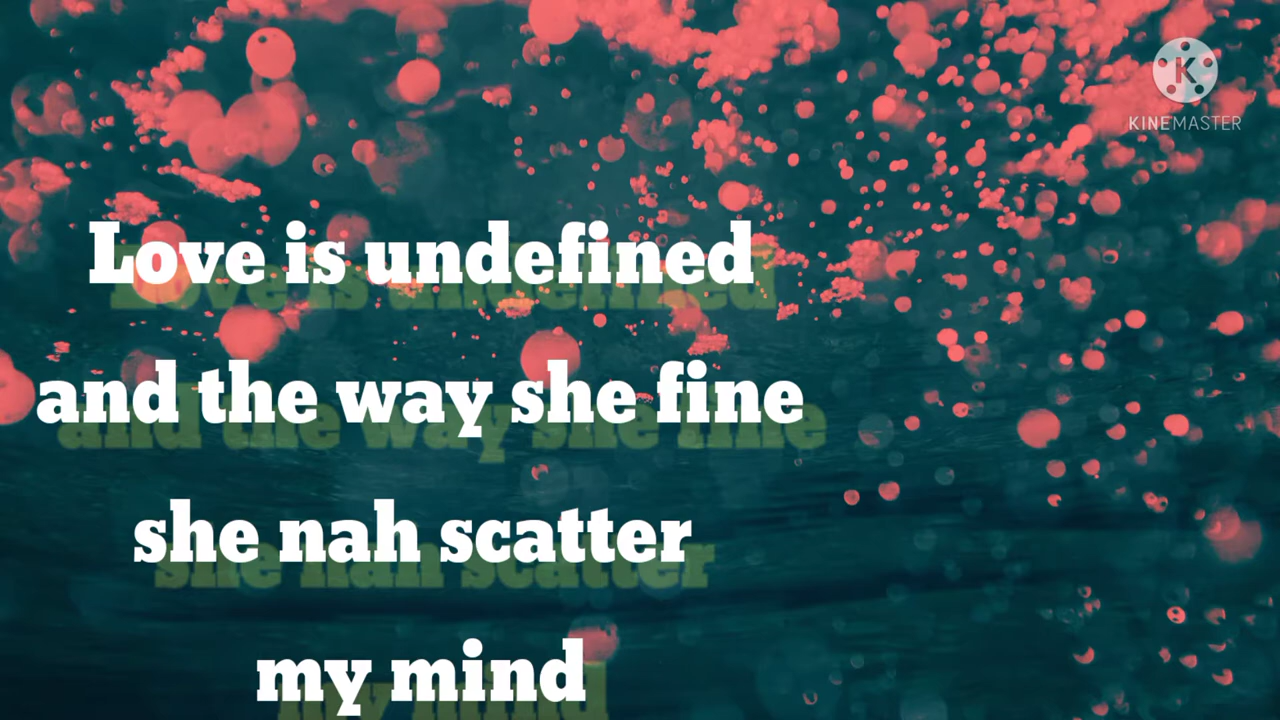 KINEMASTER
Love is undefined
and the way she fine
she nah scatter
my mind